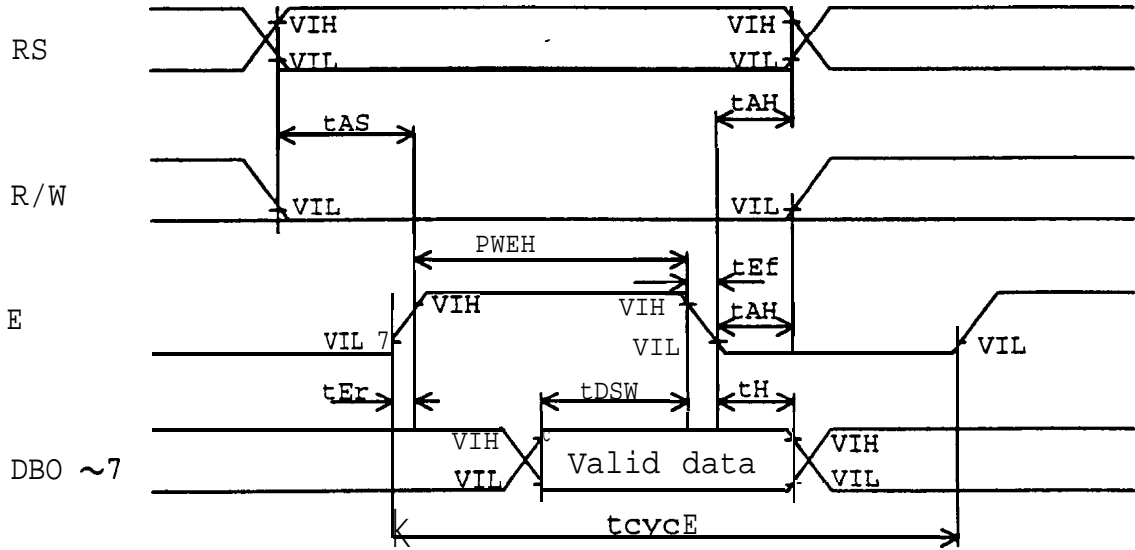 RS
VIH
VIL
VIH
VIL
tAS
tAH
R/W
VIL
VIL
PWEH
tEf
E
VIH
VIH
tAH
VIL 7
VIL
VIL
tEr
tDSW
tH
DBO ~7
VIH
VIL
Valid data
VIH
VIL
tcycE